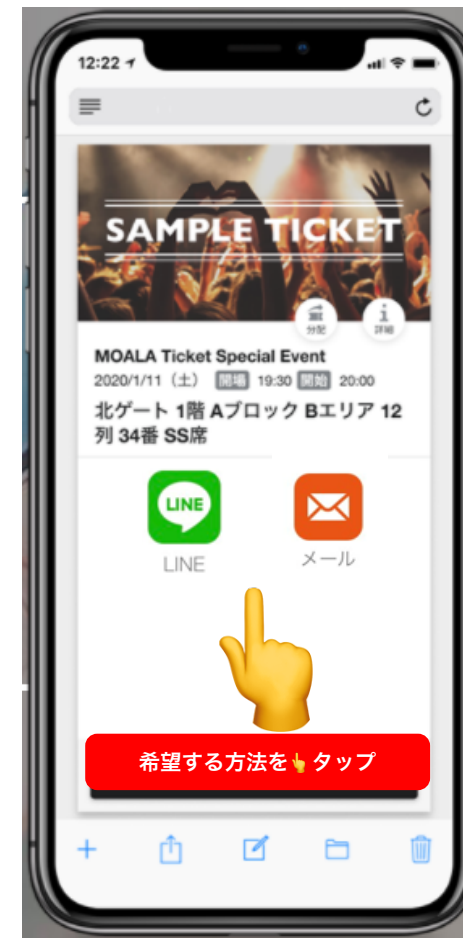 12:22
SAMPLE TICKET
分配
詳細
MOALA Ticket Special Event
2020/1/11（土） 開場 19:30 開始 20:00
北ゲート 1階 Aブロック Bエリア 12
列 34番 SS席
LINE
LINE
メール
希望する方法を👆タップ